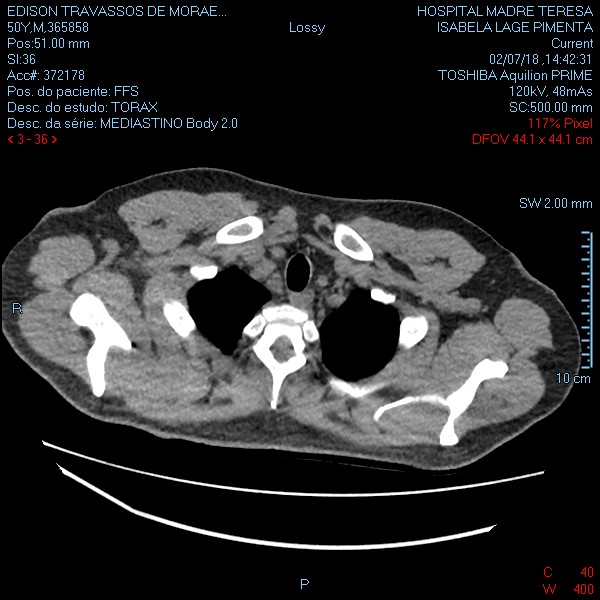 EDISON TRAVASSOS DE MORAE...
50Y,M,365858
Pos:51.00 mm
SI:36
Acc#: 372178
Pos. do paciente: FFS
Desc. do estudo: TORAX
Desc. da série: MEDIASTINO Body 2.0
< 3 - 36 >
Lossy
HOSPITAL MADRE TERESA
ISABELA LAGE PIMENTA
Current
02/07/18 ,14:42:31
TOSHIBA Aquilion PRIME
120kV, 48mAs
SC:500.00 mm
117% Pixel
DFOV 44.1 x 44.1 cm
SW 2.00 mm
R
10 cm
P
C 40
W 400